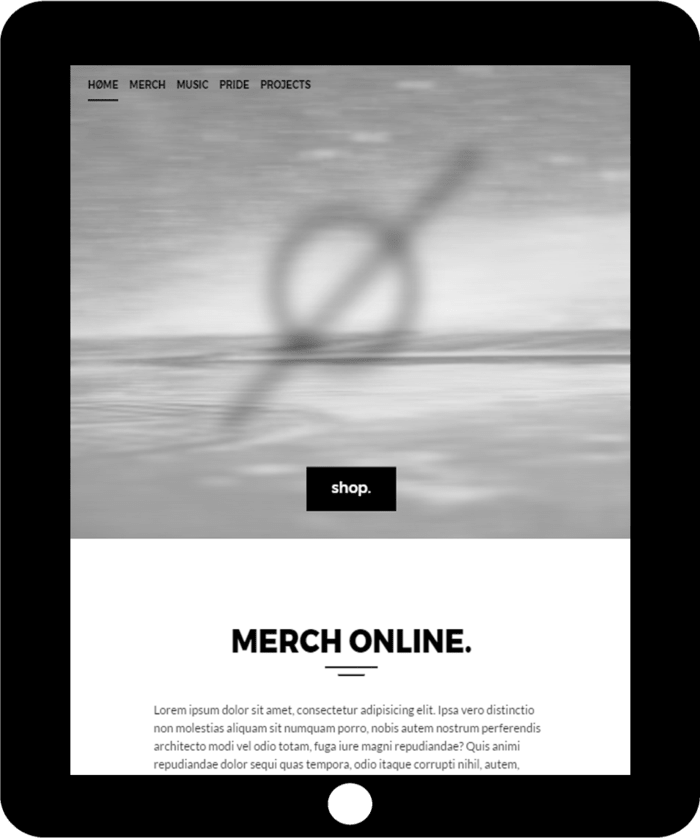 HØME MERCH MUSIC PRIDE PROJECTS
shop.
MERCH ONLINE.
Lorem ipsum dolor sit amet, consectetur adipisicing elit. Ipsa vero distinctio
non molestias aliquam sit numquam porro, nobis autem nostrum perferendis
architecto modi vel odio totam, fuga iure magni repudiandae? Quis animi
repudiandae dolor sequi quas tempora, odio itaque corrupti nihil, autem,